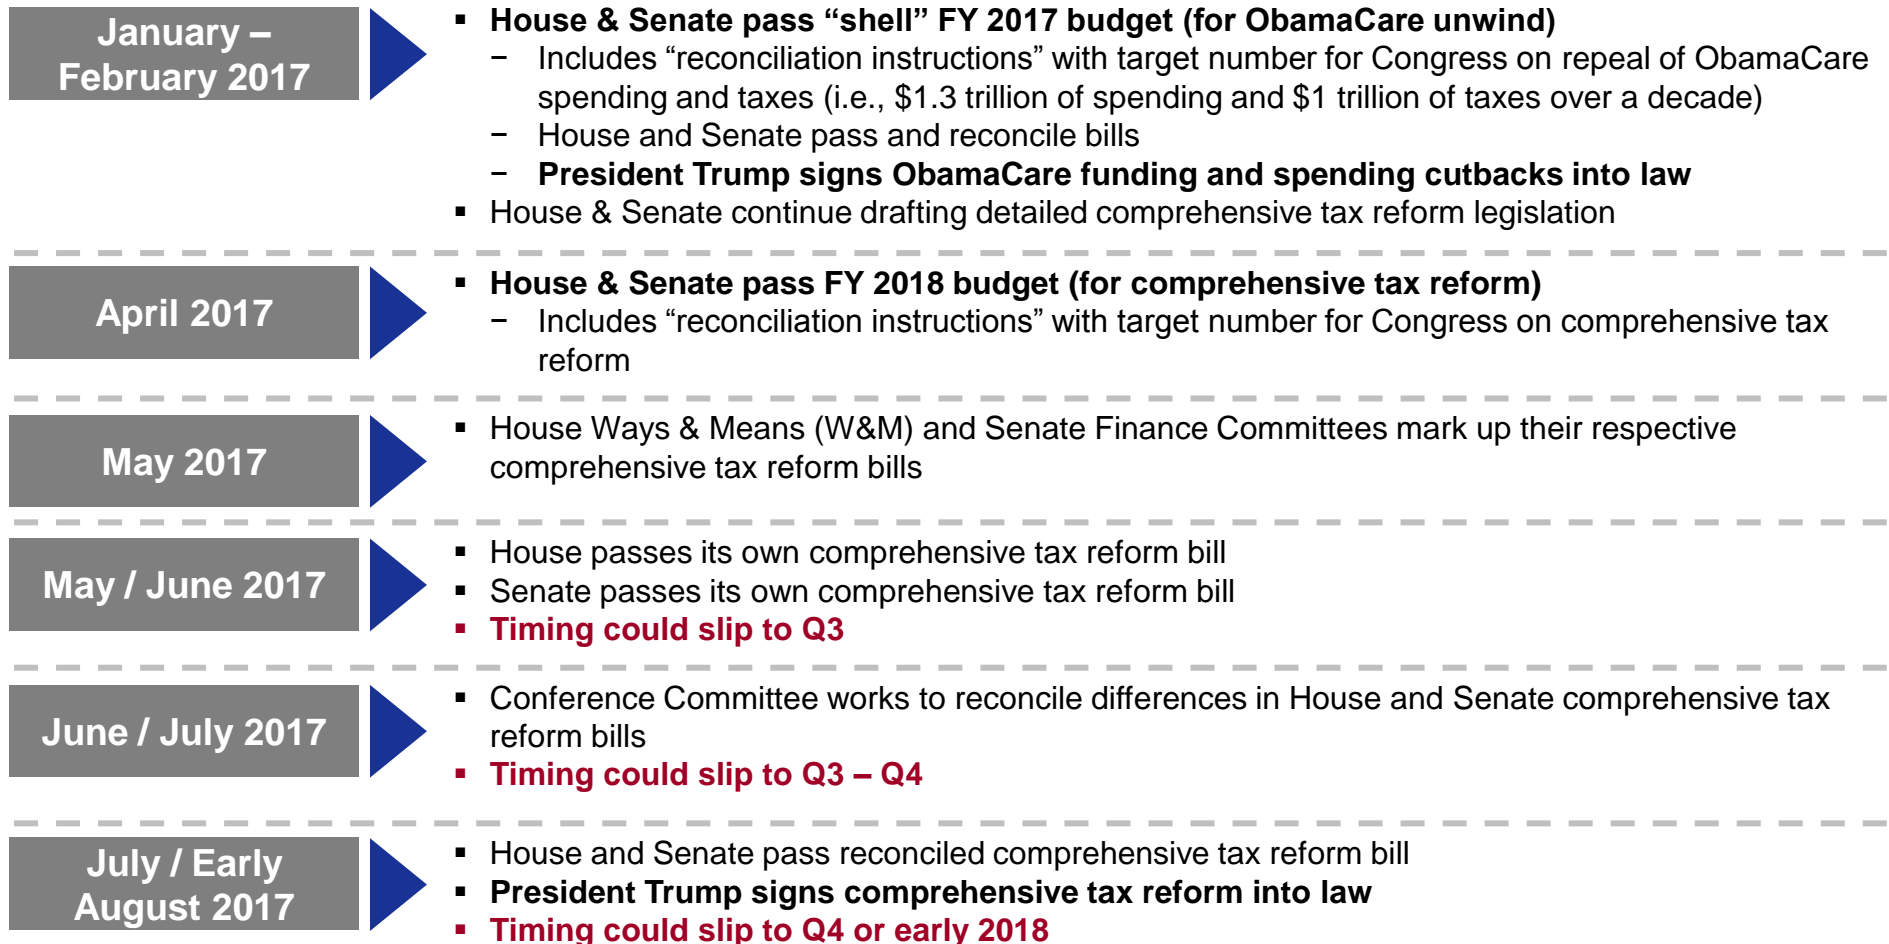 January –
February 2017
▪ House & Senate pass “shell” FY 2017 budget (for ObamaCare unwind)
− Includes “reconciliation instructions” with target number for Congress on repeal of ObamaCare
spending and taxes (i.e., $1.3 trillion of spending and $1 trillion of taxes over a decade)
− House and Senate pass and reconcile bills
− President Trump signs ObamaCare funding and spending cutbacks into law
▪ House & Senate continue drafting detailed comprehensive tax reform legislation
April 2017
▪ House & Senate pass FY 2018 budget (for comprehensive tax reform)
− Includes “reconciliation instructions” with target number for Congress on comprehensive tax
reform
May 2017
▪ House Ways & Means (W&M) and Senate Finance Committees mark up their respective
comprehensive tax reform bills
May / June 2017
▪ House passes its own comprehensive tax reform bill
▪ Senate passes its own comprehensive tax reform bill
▪ Timing could slip to Q3
June / July 2017
▪ Conference Committee works to reconcile differences in House and Senate comprehensive tax
reform bills
▪ Timing could slip to Q3 – Q4
July / Early
August 2017
▪ House and Senate pass reconciled comprehensive tax reform bill
▪ President Trump signs comprehensive tax reform into law
▪ Timing could slip to Q4 or early 2018